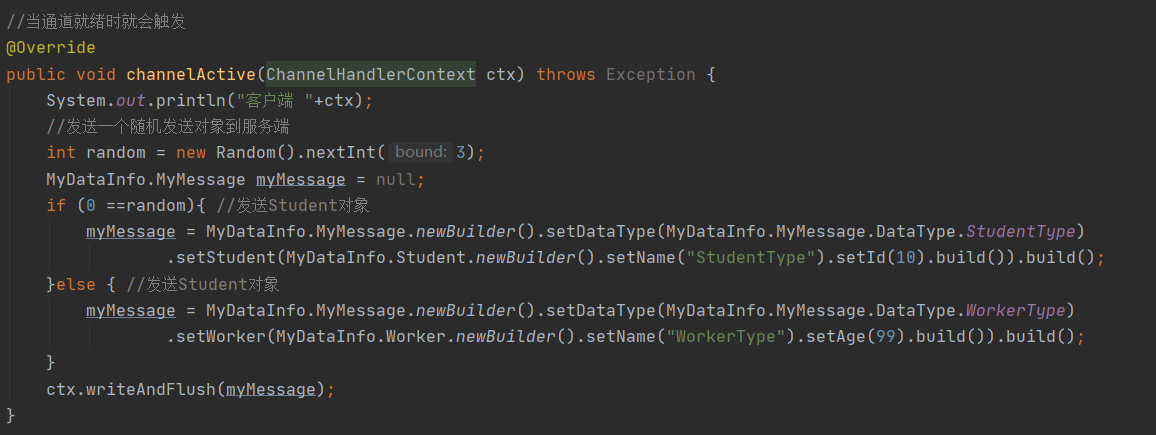 //当通道就绪时就会触发
@Override
public void channelActive(ChannelHandlerContext ctx) throws Exception {
    System.out.println("客户端 "+ctx);
    //发送一个随机发送对象到服务端
    int random = new Random().nextInt( bound: 3);
    MyDataInfo.MyMessage myMessage = null;
    if (0 ==random){ //发送Student对象
        myMessage = MyDataInfo.MyMessage.newBuilder().setDataType(MyDataInfo.MyMessage.DataType.StudentType)
                .setStudent(MyDataInfo.Student.newBuilder().setName("StudentType").setId(10).build()).build();
    }else { //发送Student对象
        myMessage = MyDataInfo.MyMessage.newBuilder().setDataType(MyDataInfo.MyMessage.DataType.WorkerType)
                .setWorker(MyDataInfo.Worker.newBuilder().setName("WorkerType").setAge(99).build()).build();
    }
    ctx.writeAndFlush(myMessage);
}